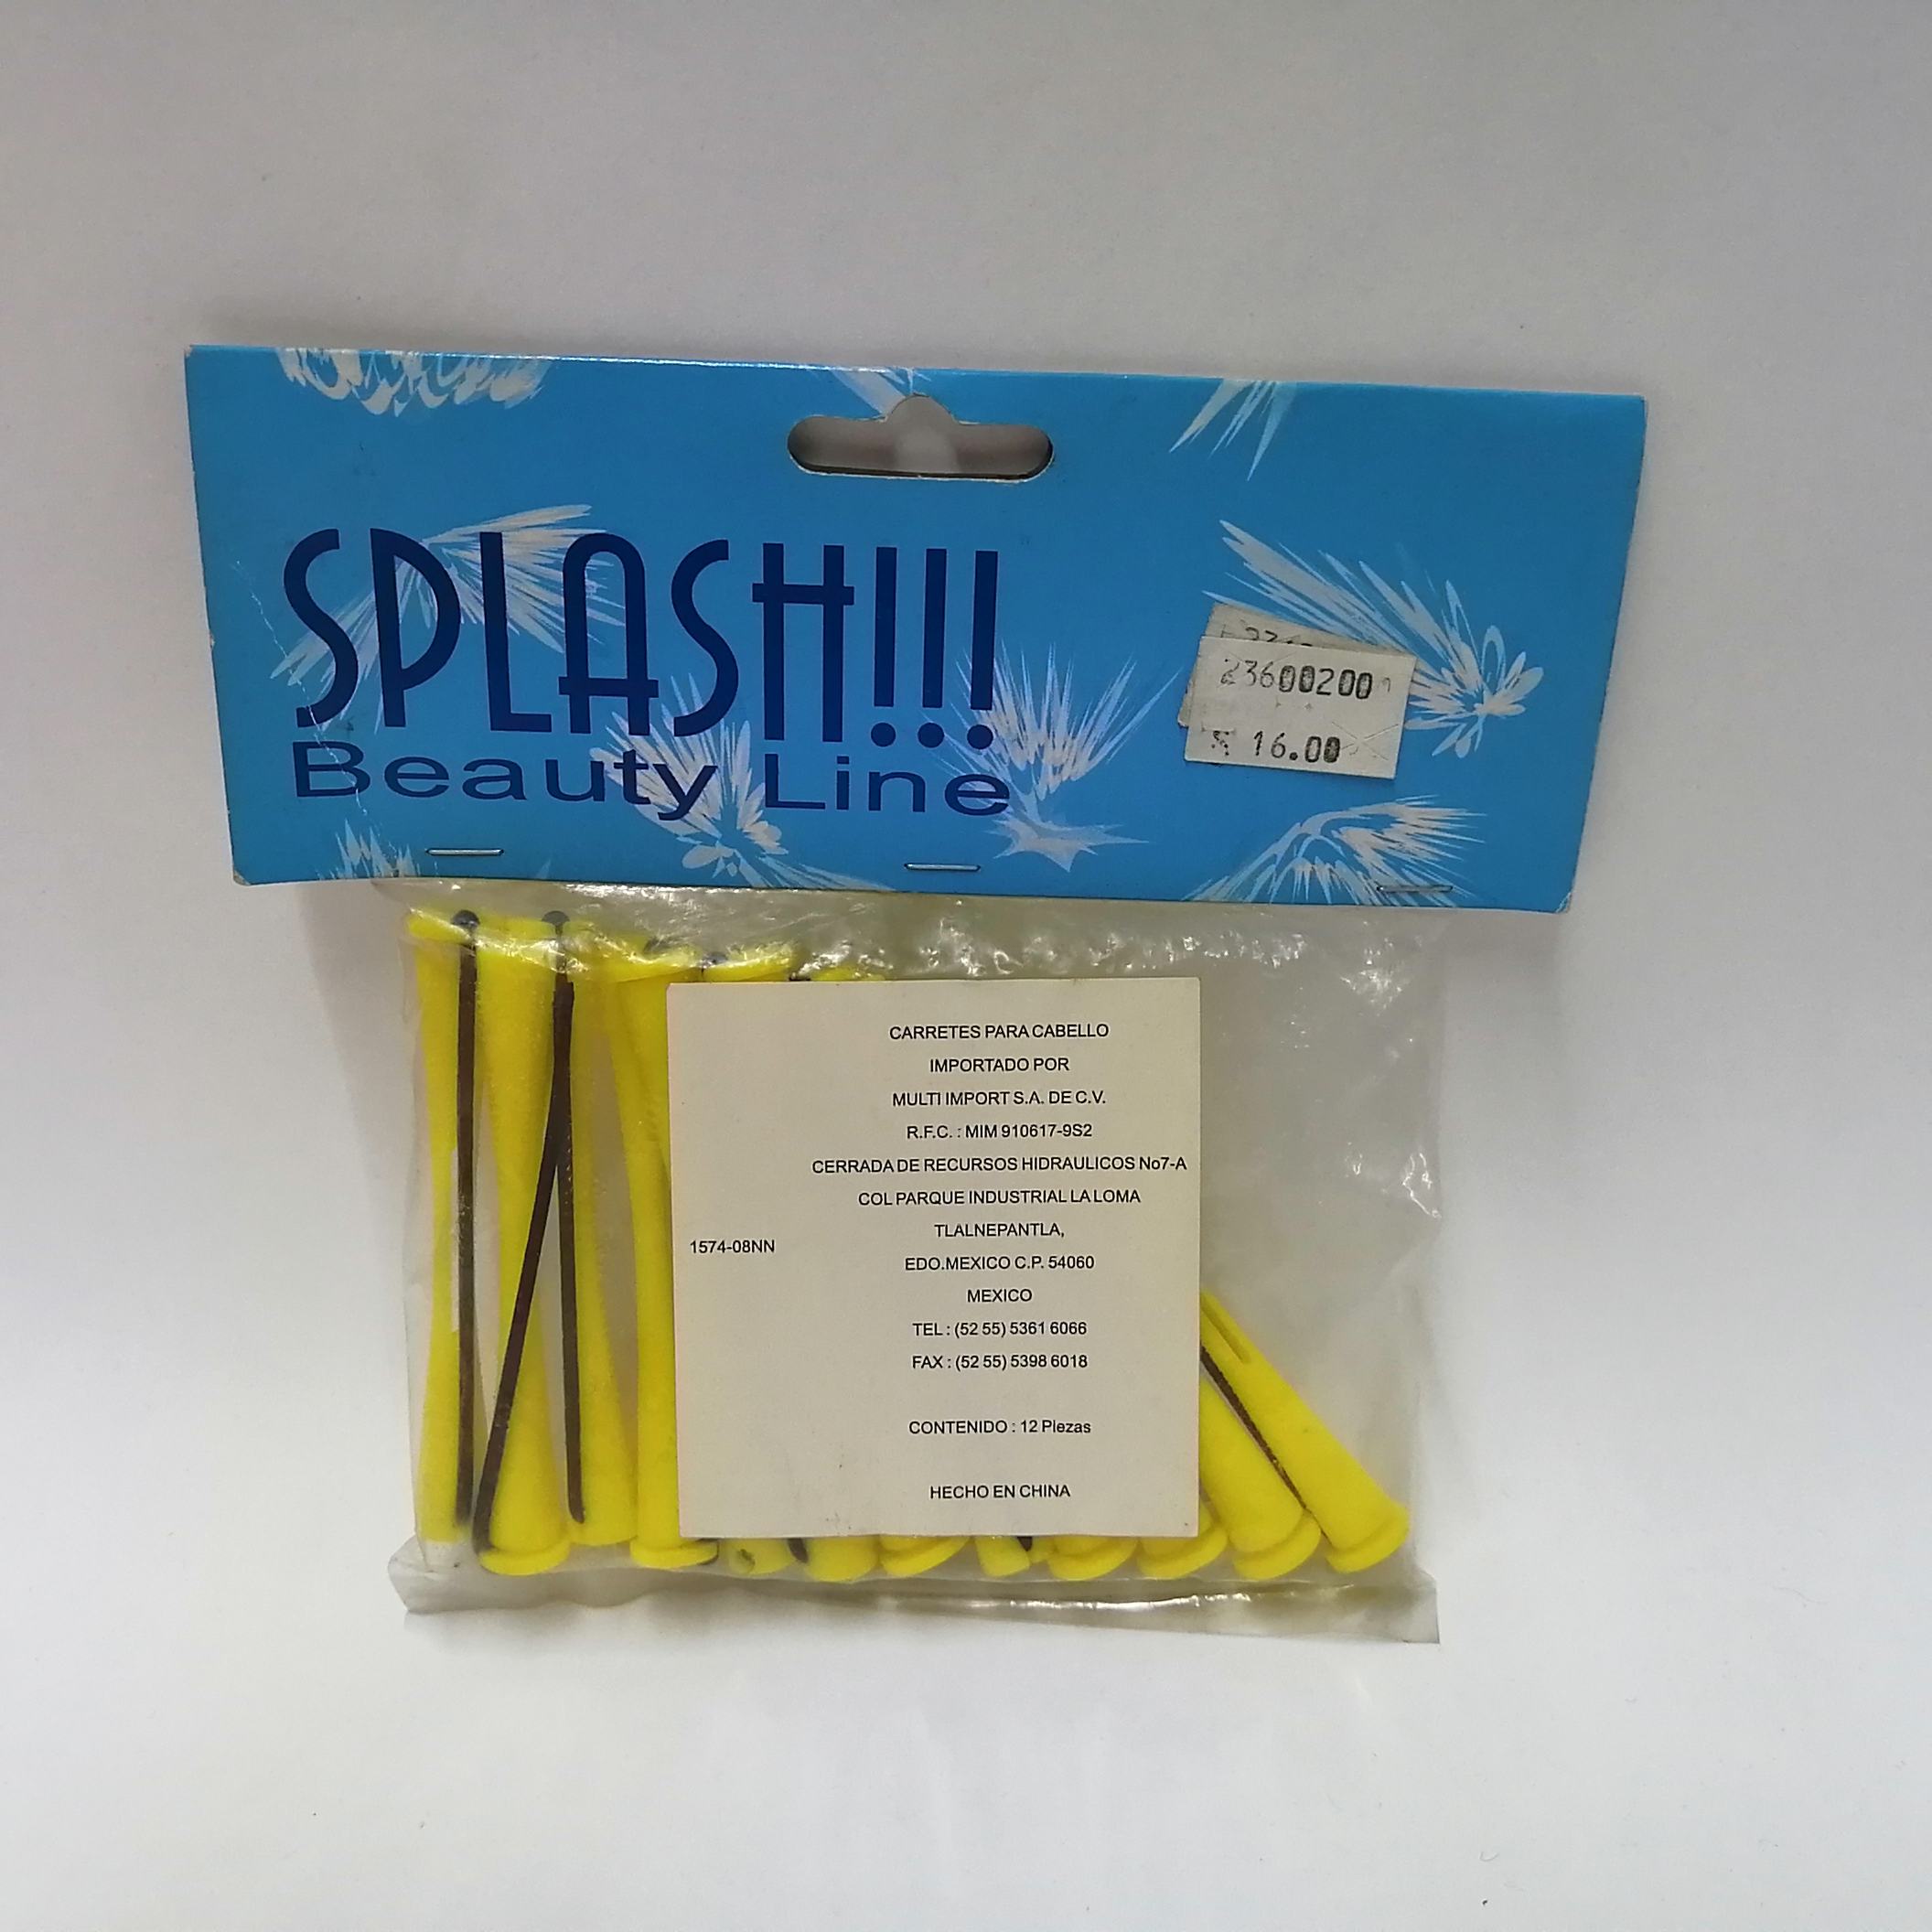 SPLASH!!!
Beauty Line
23600200
$ 16.00
CARRETES PARA CABELLO
IMPORTADO POR
MULTI IMPORT S.A. DE C.V.
R.F.C. : MIM 910617-9S2
CERRADA DE RECURSOS HIDRAULICOS No7-A
COL PARQUE INDUSTRIAL LA LOMA
TLALNEPANTLA,
1574-08NN
EDO.MEXICO C.P. 54060
MEXICO
TEL : (52 55) 5361 6066
FAX : (52 55) 5398 6018
CONTENIDO : 12 Piezas
HECHO EN CHINA